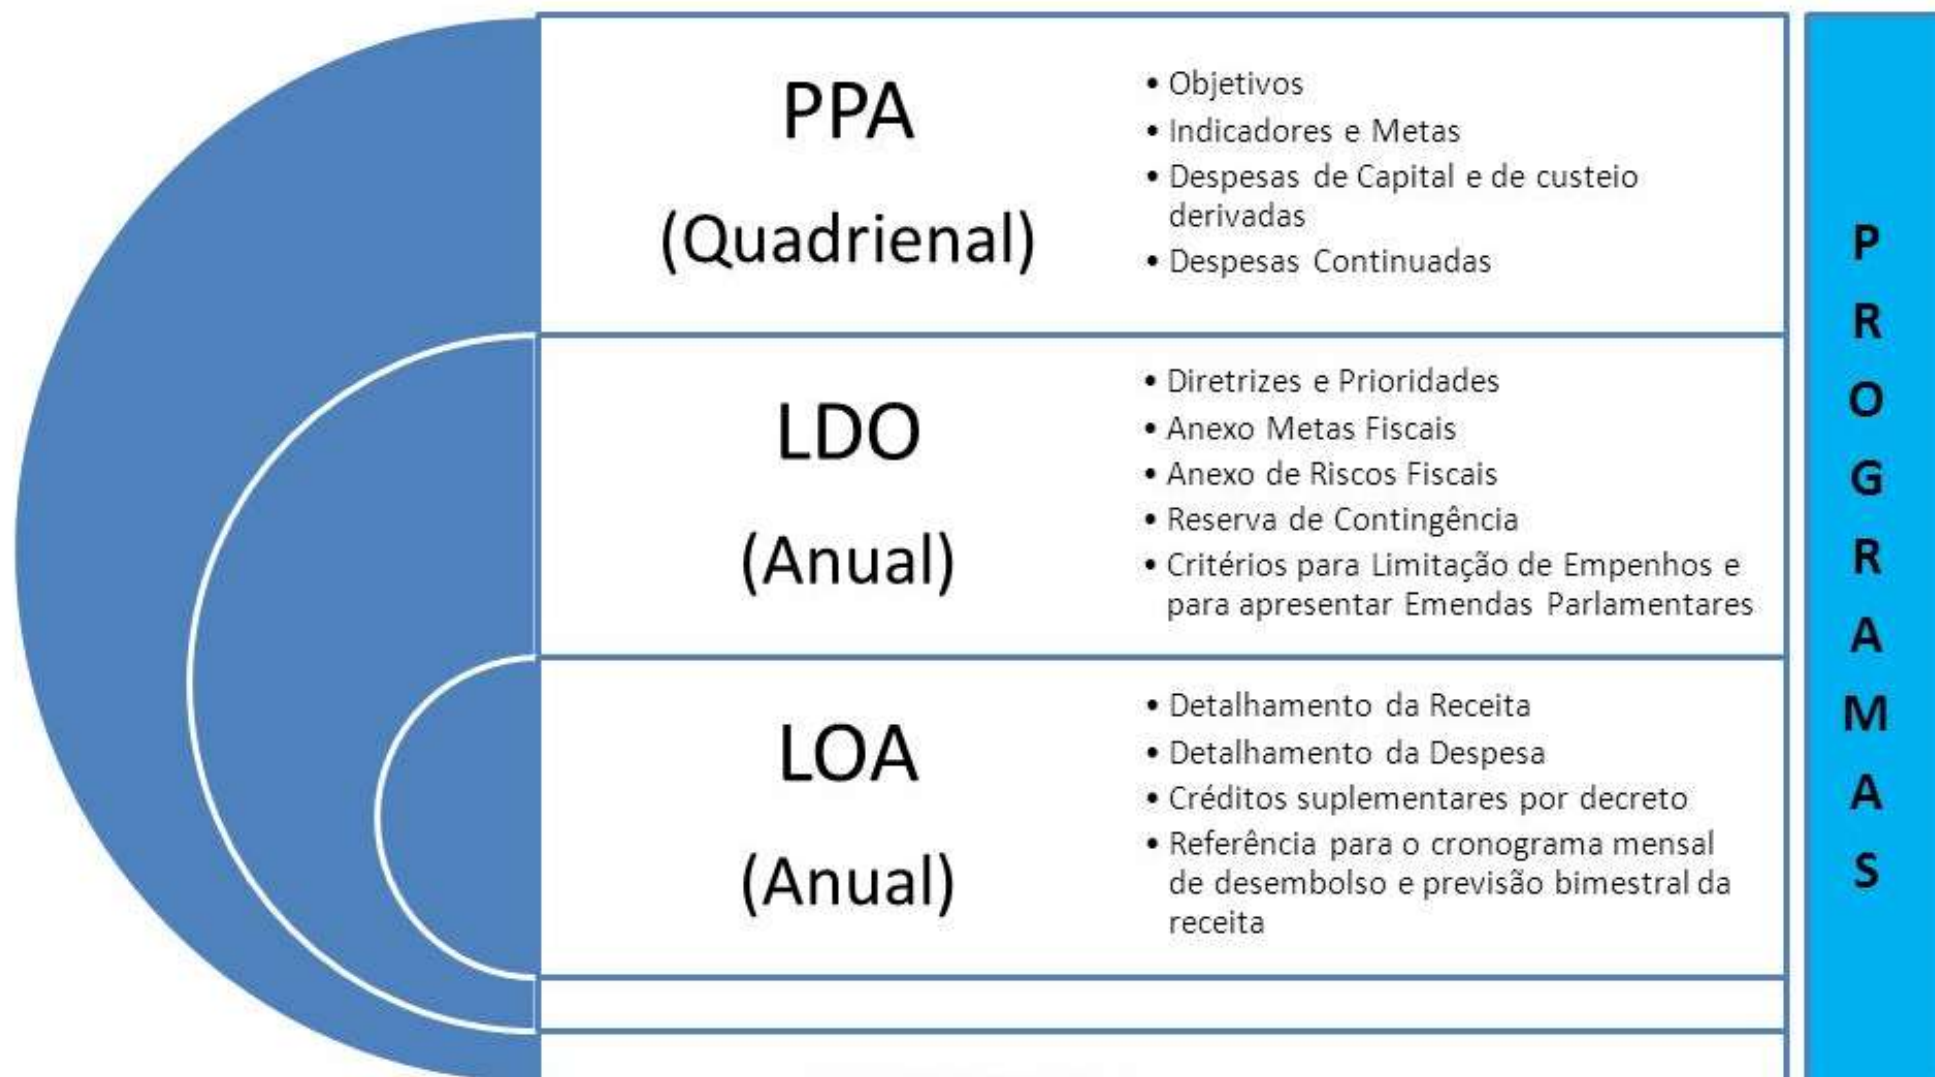 PPA
(Quadrienal)
• Objetivos
• Indicadores e Metas
• Despesas de Capital e de custeio
derivadas
• Despesas Continuadas
LDO
(Anual)
• Diretrizes e Prioridades
• Anexo Metas Fiscais
• Anexo de Riscos Fiscais
• Reserva de Contingência
• Critérios para Limitação de Empenhos e
para apresentar Emendas Parlamentares
LOA
(Anual)
• Detalhamento da Receita
• Detalhamento da Despesa
• Créditos suplementares por decreto
• Referência para o cronograma mensal
de desembolso e previsão bimestral da
receita
P
R
O
G
R
A
M
A
S